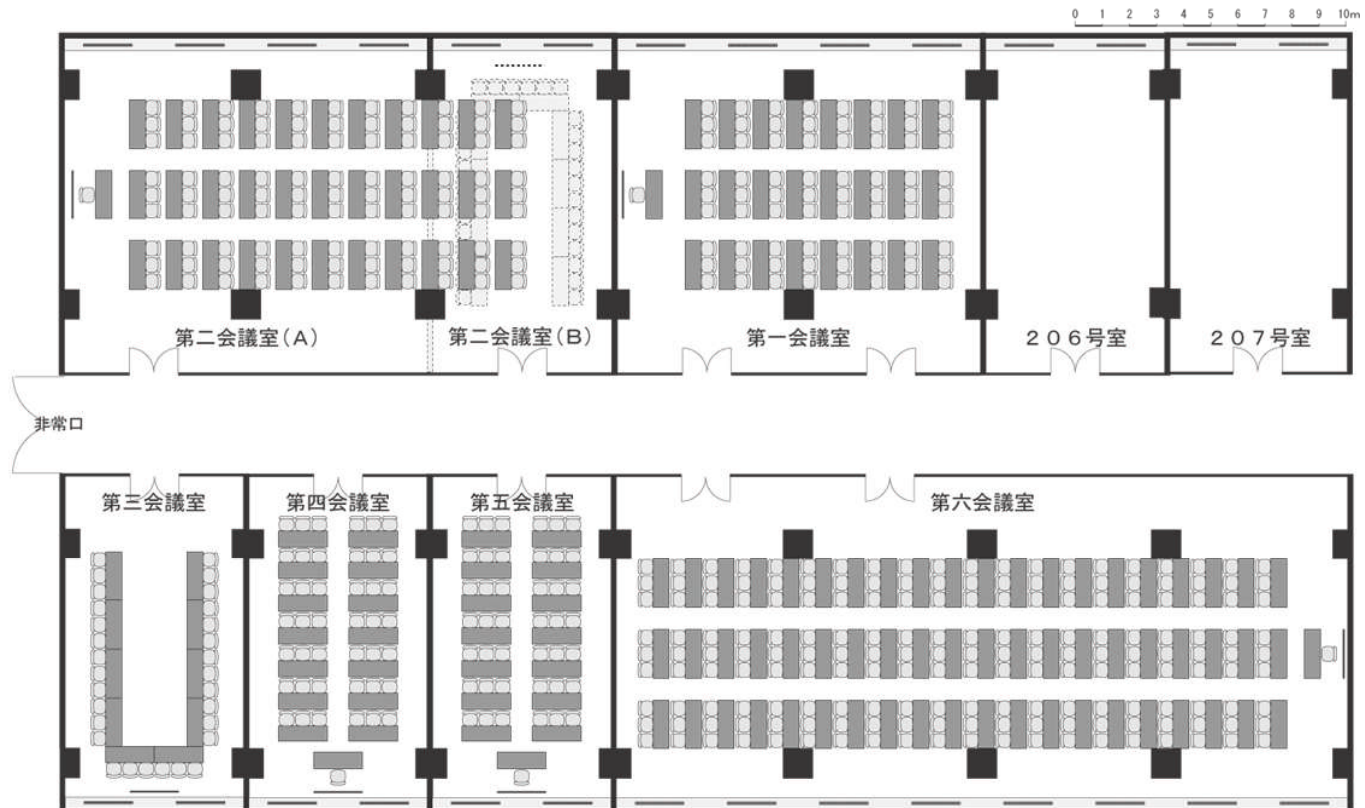 0 1 2 3 4 5 6 7 8 9 10m
第二会議室(A)
第二会議室(B)
第一会議室
206号室
207号室
非常口
第三会議室
第四会議室
第五会議室
第六会議室